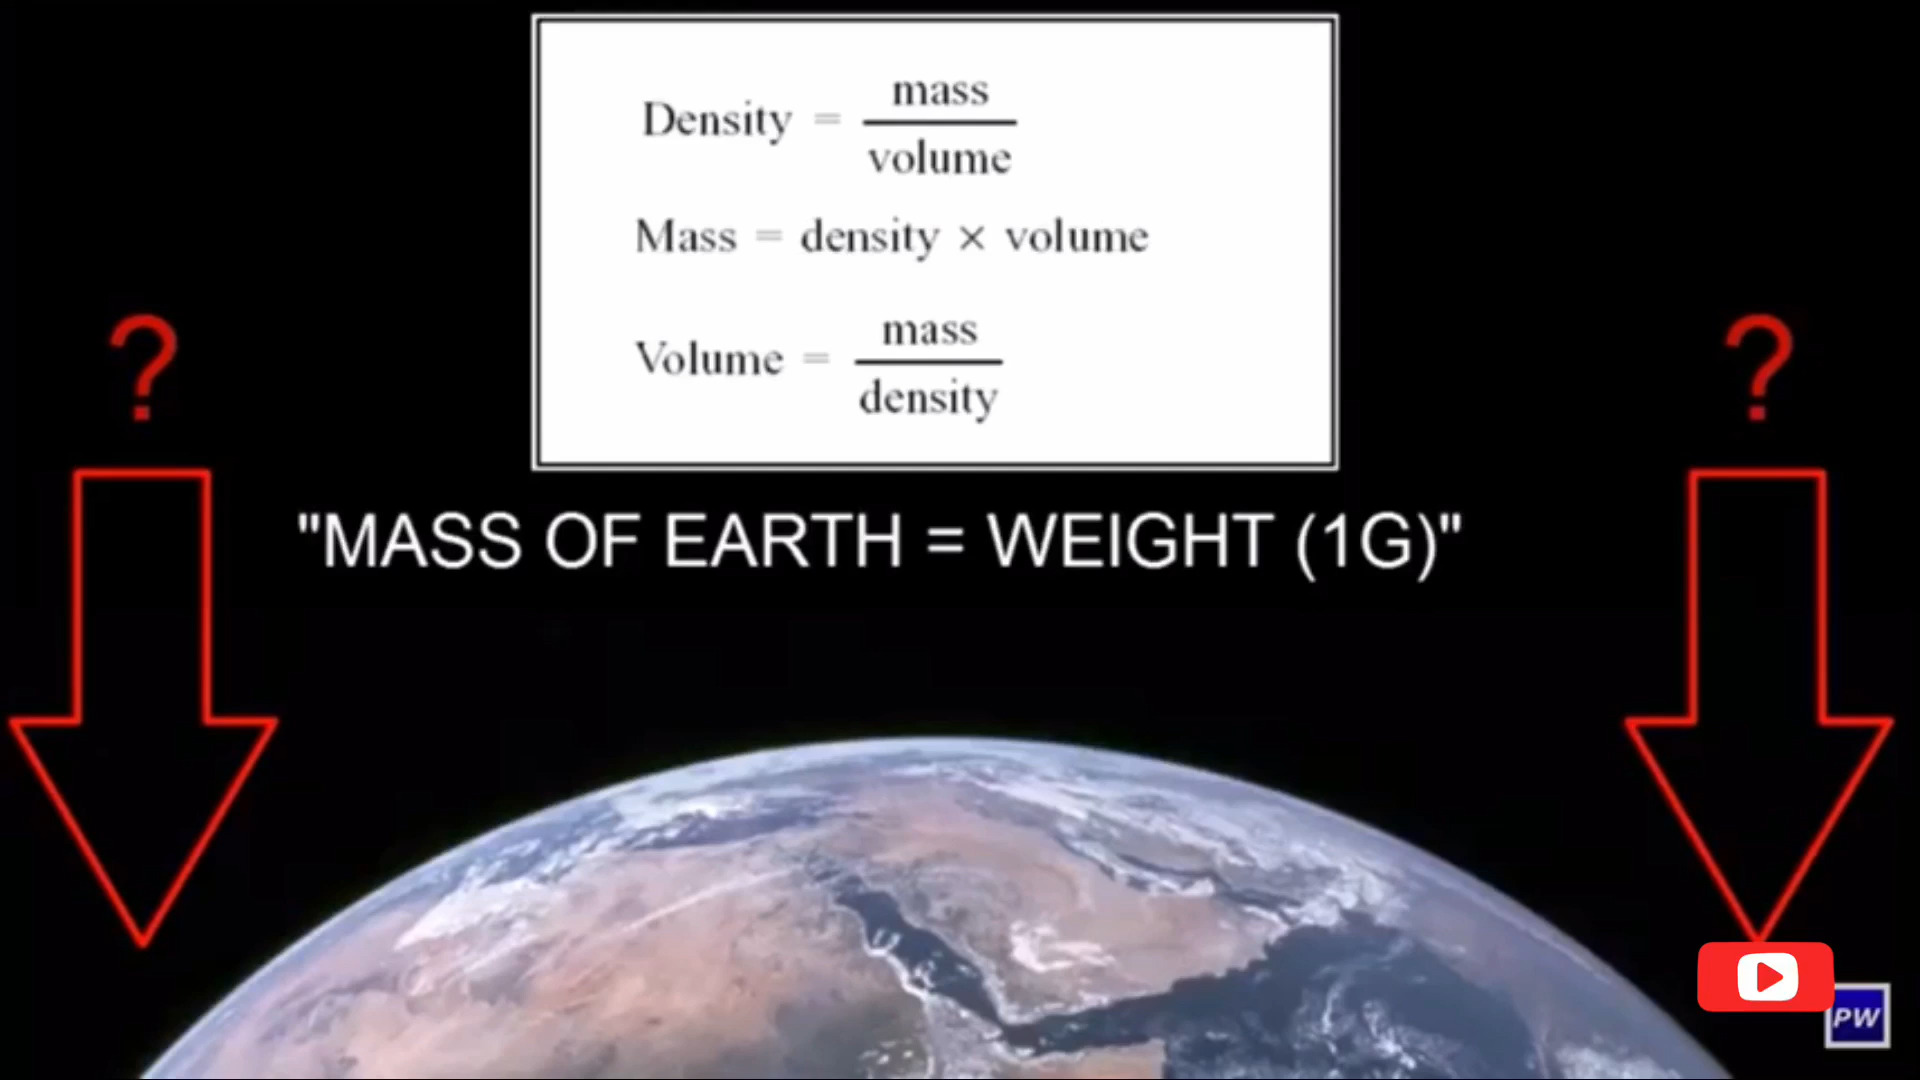 Density = mass / volume
Mass = density × volume
Volume = mass / density
? ?
"MASS OF EARTH = WEIGHT (1G)"
PW